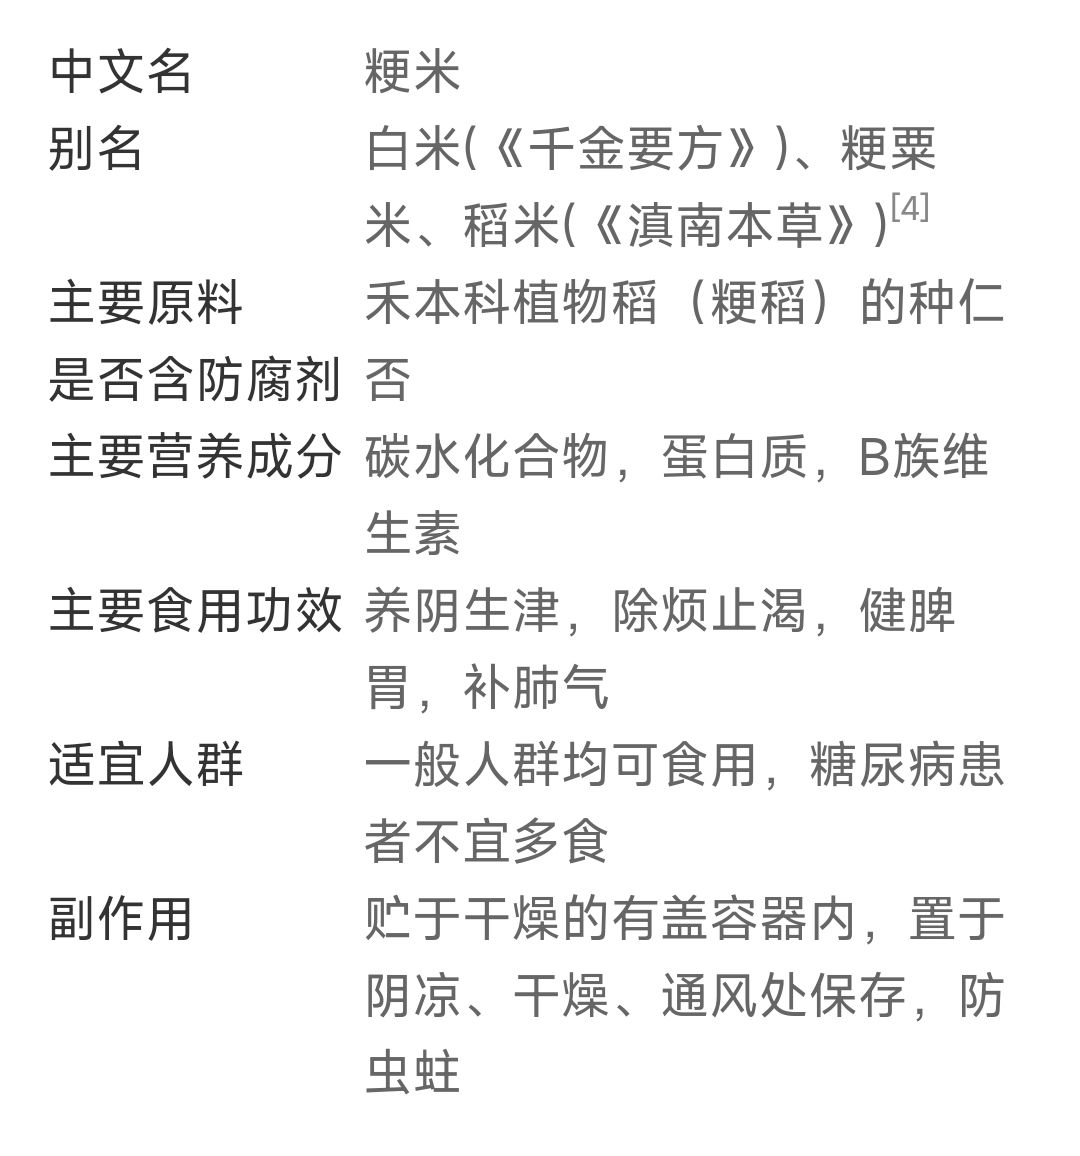 中文名 粳米
别名 白米(《千金要方》)、粳粟
米、稻米(《滇南本草》)[4]
主要原料 禾本科植物稻（粳稻）的种仁
是否含防腐剂 否
主要营养成分 碳水化合物，蛋白质，B族维
生素
主要食用功效 养阴生津，除烦止渴，健脾
胃，补肺气
适宜人群 一般人群均可食用，糖尿病患
者不宜多食
副作用 贮于干燥的有盖容器内，置于
阴凉、干燥、通风处保存，防
虫蛀